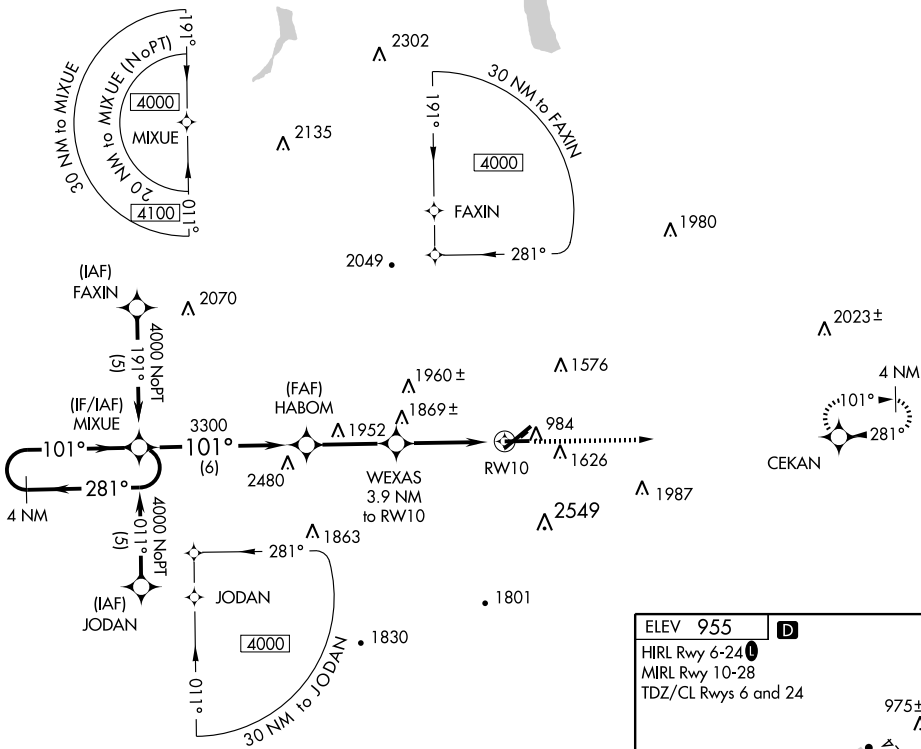 191°
30 NM to MIXUE
20 NM to MIXUE (NoPT)
4000
MIXUE
4100
011°
2302
2135
191°
30 NM to FAXIN
4000
FAXIN
281°
2049
1980
(IAF)
FAXIN
2070
4000 NoPT
191°
(5)
2023±
1576
1960±
1869±
4 NM
101°
281°
CEKAN
(IF/IAF)
MIXUE
3300
101°
(6)
(FAF)
HABOM
1952
2480
WEXAS
3.9 NM
to RW10
RW10
984
1626
1987
2549
101°
281°
4 NM
4000 NoPT
011°
(5)
(IAF)
JODAN
1863
281°
JODAN
4000
011°
30 NM to JODAN
1830
1801
ELEV 955
D
HIRL Rwy 6-24 L
MIRL Rwy 10-28
TDZ/CL Rwys 6 and 24
975±